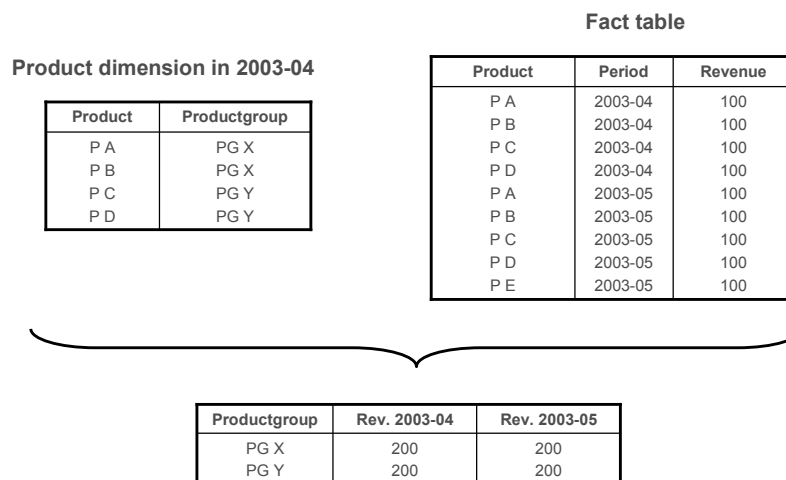 Fact table
Product dimension in 2003-04
Product Productgroup
P A PG X
P B PG X
P C PG Y
P D PG Y
Product Period Revenue
P A 2003-04 100
P B 2003-04 100
P C 2003-04 100
P D 2003-04 100
P A 2003-05 100
P B 2003-05 100
P C 2003-05 100
P D 2003-05 100
P E 2003-05 100
Productgroup Rev. 2003-04 Rev. 2003-05
PG X 200 200
PG Y 200 200